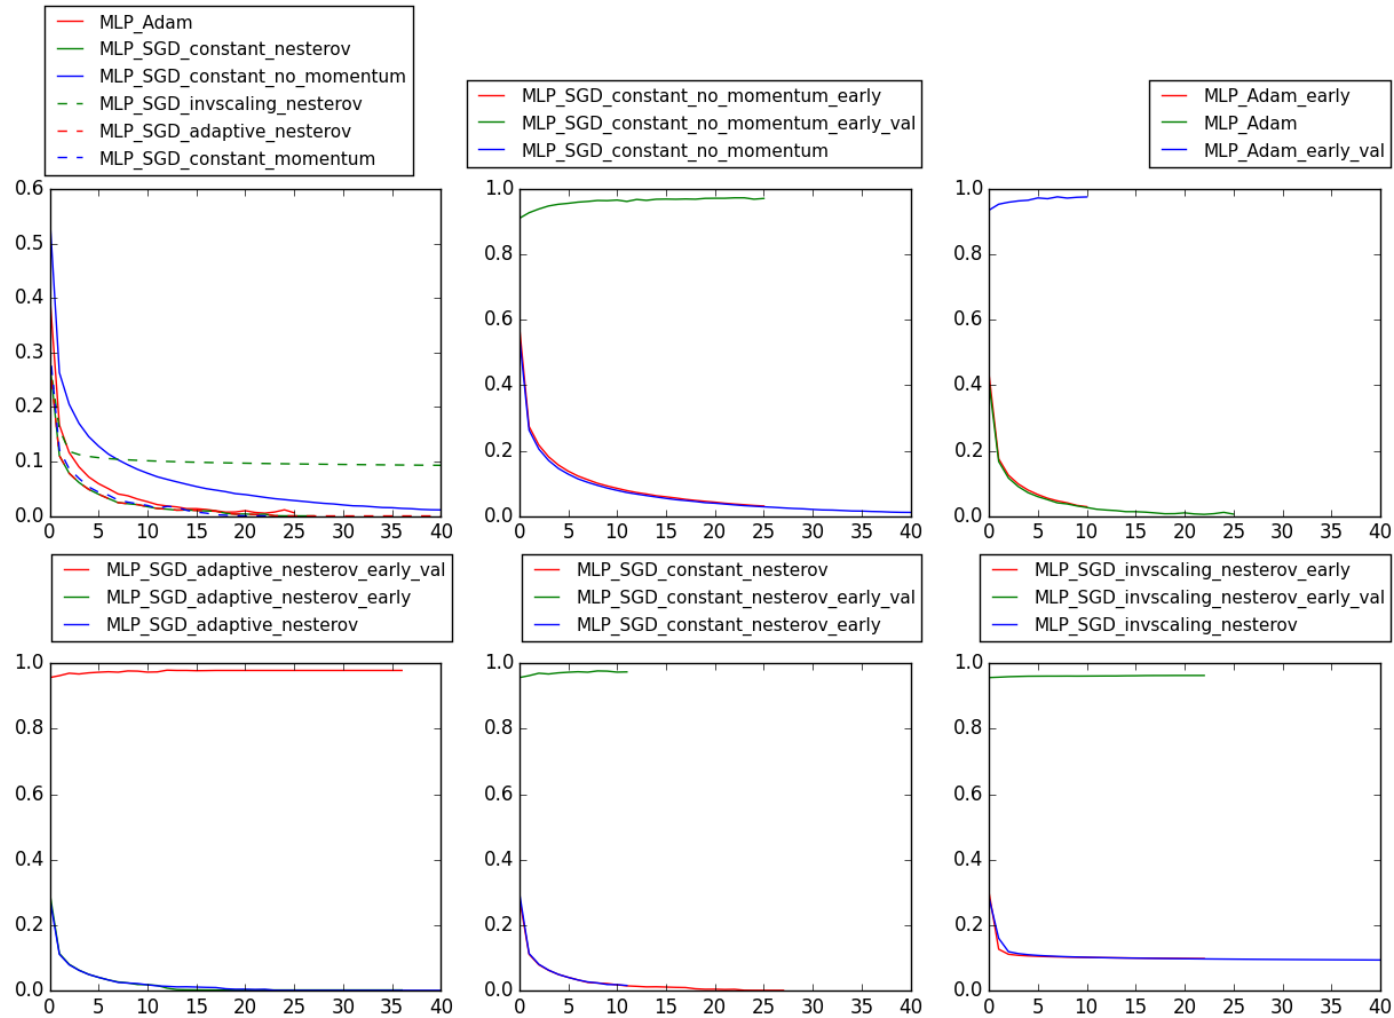 MLP_Adam
MLP_SGD_constant_nesterov
MLP_SGD_constant_no_momentum
MLP_SGD_invscaling_nesterov
MLP_SGD_adaptive_nesterov
MLP_SGD_constant_momentum
0.6
0.5
0.4
0.3
0.2
0.1
0.0
0 5 10 15 20 25 30 35 40
MLP_SGD_constant_no_momentum_early
MLP_SGD_constant_no_momentum_early_val
MLP_SGD_constant_no_momentum
1.0
0.8
0.6
0.4
0.2
0.0
0 5 10 15 20 25 30 35 40
MLP_Adam_early
MLP_Adam
MLP_Adam_early_val
1.0
0.8
0.6
0.4
0.2
0.0
0 5 10 15 20 25 30 35 40
MLP_SGD_adaptive_nesterov_early_val
MLP_SGD_adaptive_nesterov_early
MLP_SGD_adaptive_nesterov
1.0
0.8
0.6
0.4
0.2
0.0
0 5 10 15 20 25 30 35 40
MLP_SGD_constant_nesterov
MLP_SGD_constant_nesterov_early_val
MLP_SGD_constant_nesterov_early
1.0
0.8
0.6
0.4
0.2
0.0
0 5 10 15 20 25 30 35 40
MLP_SGD_invscaling_nesterov_early
MLP_SGD_invscaling_nesterov_early_val
MLP_SGD_invscaling_nesterov
1.0
0.8
0.6
0.4
0.2
0.0
0 5 10 15 20 25 30 35 40